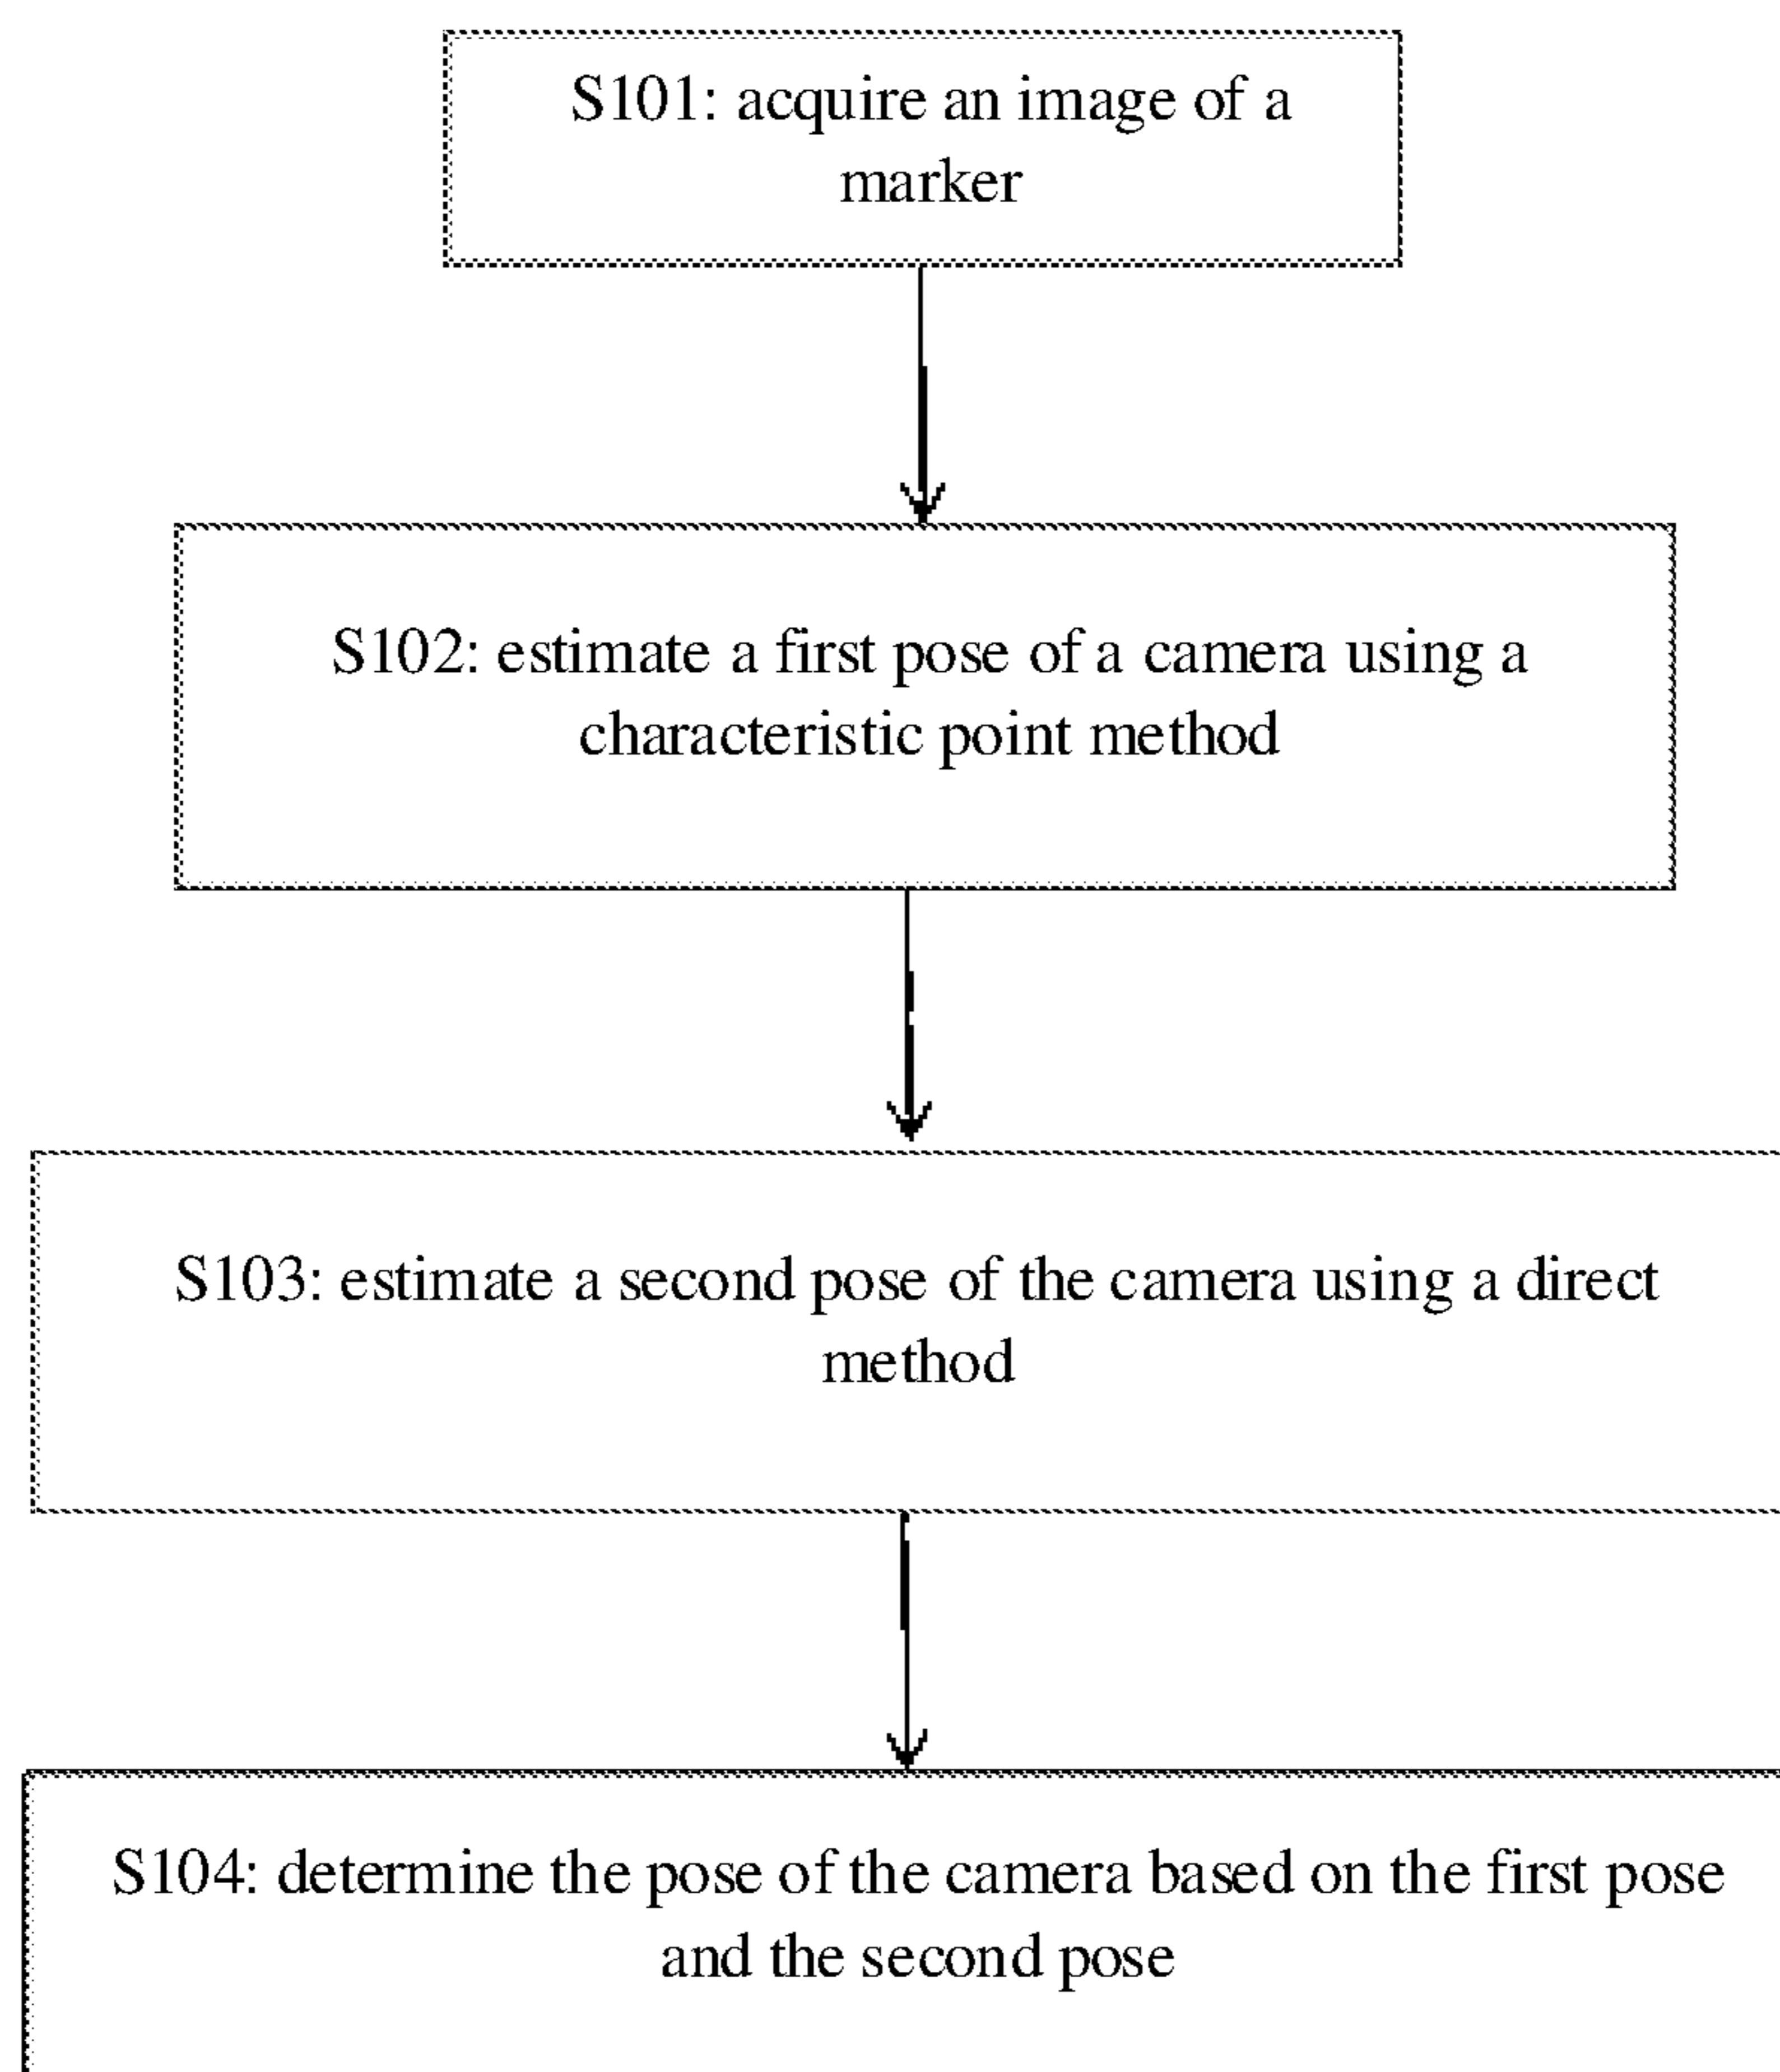 S101: acquire an image of a
marker
S102: estimate a first pose of a camera using a
characteristic point method
S103: estimate a second pose of the camera using a direct
method
S104: determine the pose of the camera based on the first pose
and the second pose